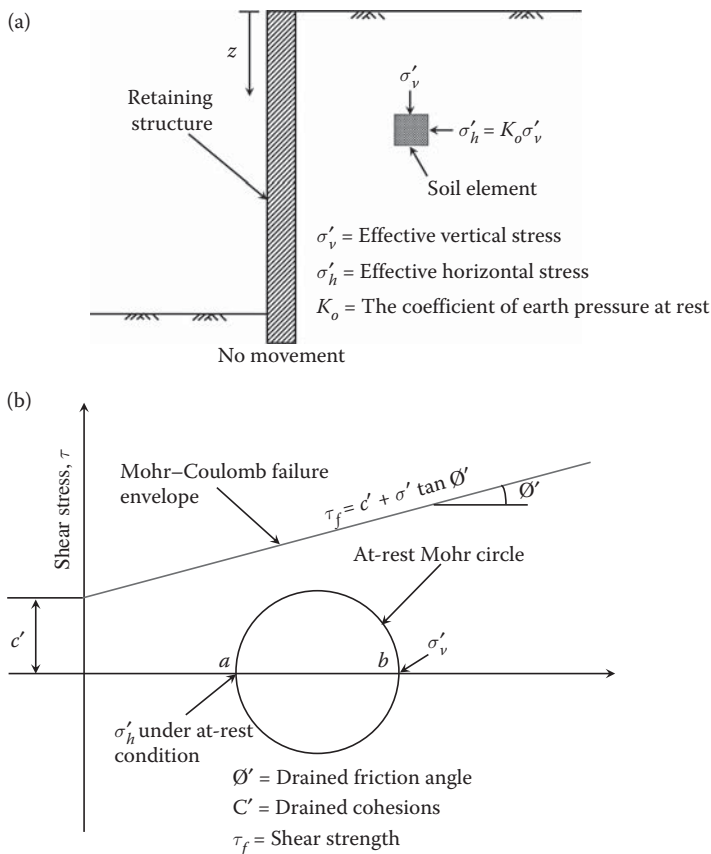 (a)
z
Retaining
structure
σ′v
σ′h = Koσ′v
Soil element
σ′v = Effective vertical stress
σ′h = Effective horizontal stress
Ko = The coefficient of earth pressure at rest
No movement
(b)
Shear stress, τ
Mohr–Coulomb failure
envelope
τf = c′ + σ′ tan Ø′
Ø′
At-rest Mohr circle
c′
a
b
σ′v
σ′h under at-rest
condition
Ø′ = Drained friction angle
C′ = Drained cohesions
τf = Shear strength